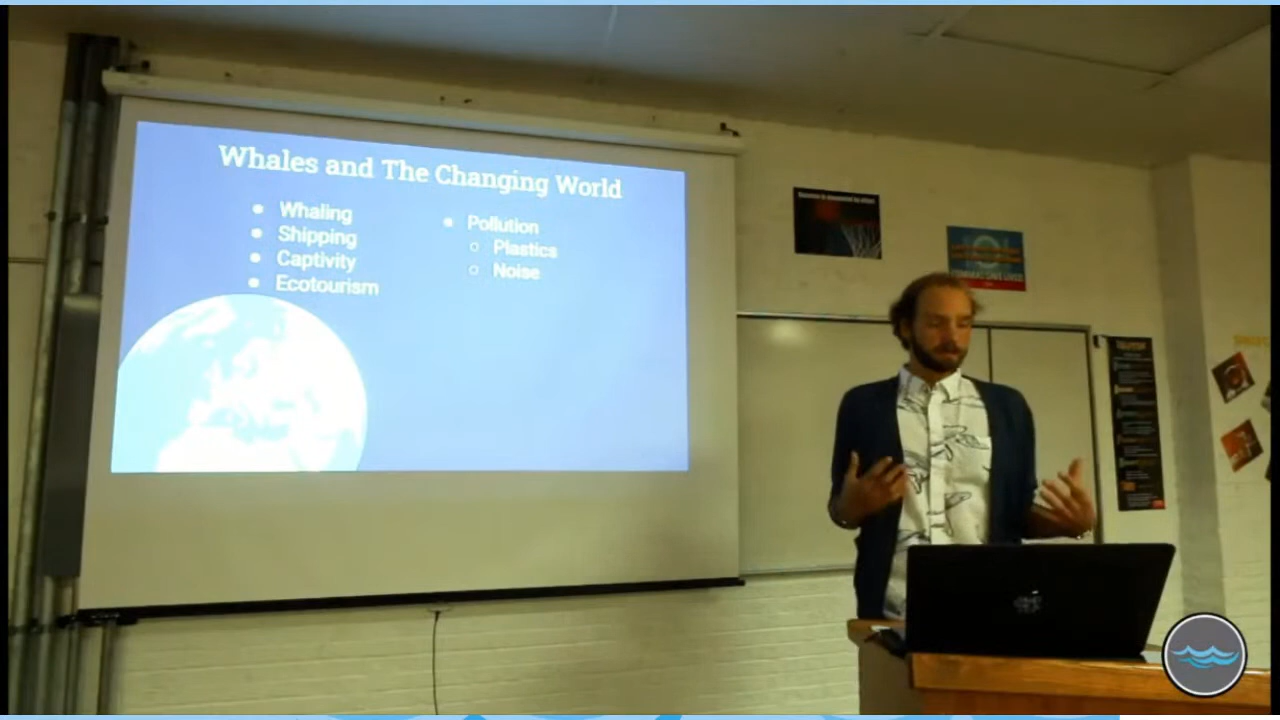 Whales and The Changing World
Whaling
Shipping
Captivity
Ecotourism
Pollution
Plastics
Noise